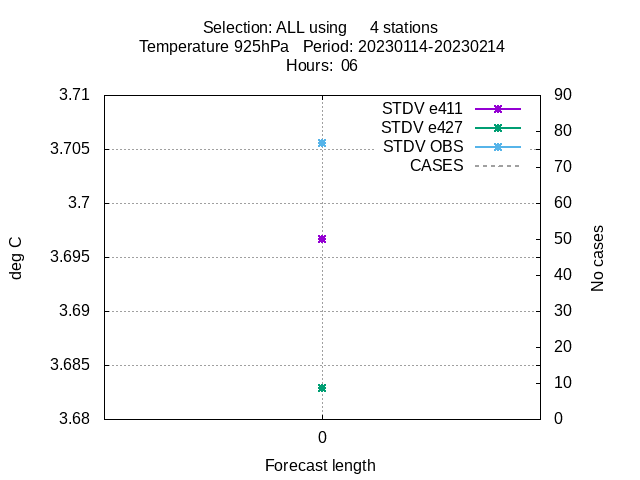 Selection: ALL using     4 stations
Temperature 925hPa   Period: 20230114-20230214
Hours:  06
3.71
3.705
3.7
3.695
3.69
3.685
3.68
90
80
70
60
50
40
30
20
10
0
STDV e411
STDV e427
STDV OBS
CASES
deg C
No cases
0
Forecast length